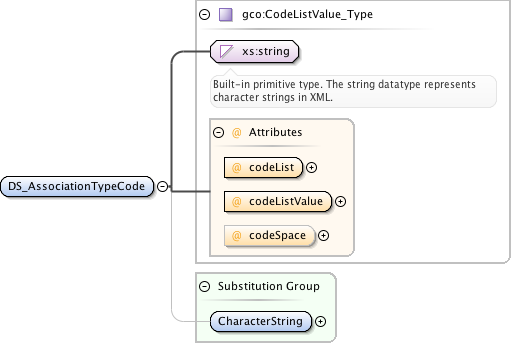 gco:CodeListValue_Type
xs:string
Built-in primitive type. The string datatype represents
character strings in XML.
@ Attributes
@ codeList
DS_AssociationTypeCode
@ codeListValue
@ codeSpace
Substitution Group
CharacterString